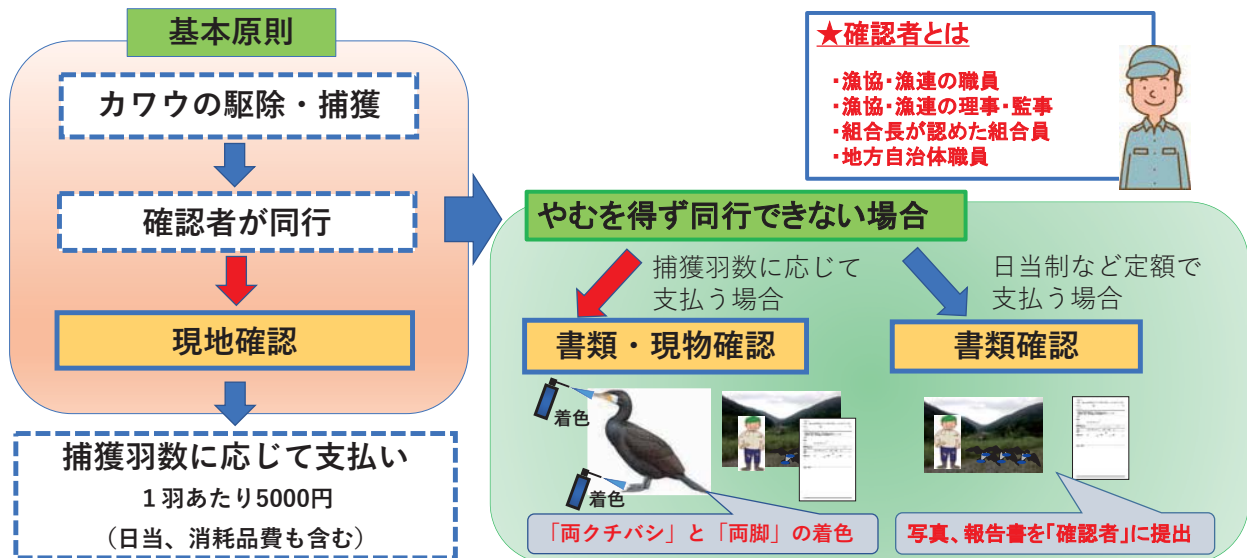 基本原則
カワウの駆除・捕獲
確認者が同行
現地確認
捕獲羽数に応じて支払い
１羽あたり5000円
（日当、消耗品費も含む）
★確認者とは
・漁協・漁連の職員
・漁協・漁連の理事・監事
・組合長が認めた組合員
・地方自治体職員
やむを得ず同行できない場合
捕獲羽数に応じて
支払う場合
書類・現物確認
着色
着色
「両クチバシ」と「両脚」の着色
日当制など定額で
支払う場合
書類確認
写真、報告書を「確認者」に提出